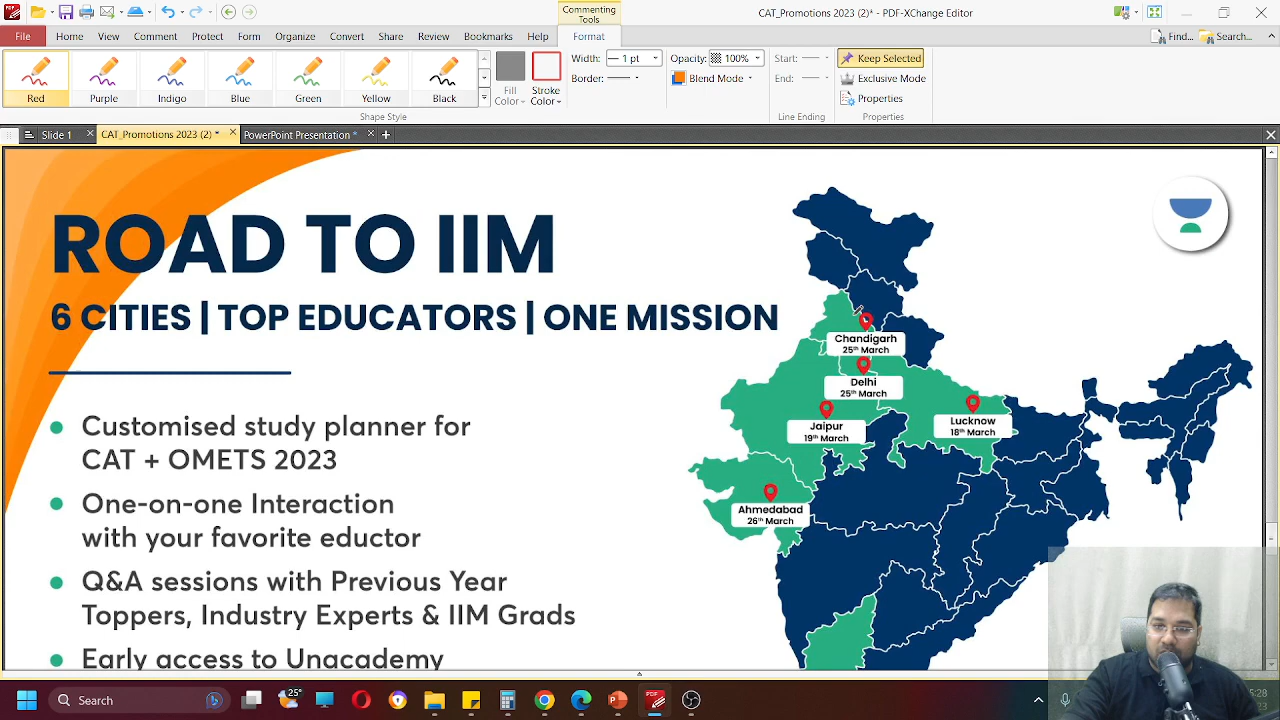 Commenting
Tools
CAT_Promotions 2023 (2)* - PDF-XChange Editor
File Home View Comment Protect Form Organize Convert Share Review Bookmarks Help Format Find... Search...
Red Purple Indigo Blue Green Yellow Black
Fill
Color
Stroke
Color
Width: 1 pt
Border:
Opacity: 100%
Blend Mode
Start:
End:
Keep Selected
Exclusive Mode
Properties
Shape Style Line Ending Properties
Slide 1 CAT_Promotions 2023 (2) * PowerPoint Presentation *
ROAD TO IIM
6 CITIES | TOP EDUCATORS | ONE MISSION
Customised study planner for
CAT + OMETS 2023
One-on-one Interaction
with your favorite eductor
Q&A sessions with Previous Year
Toppers, Industry Experts & IIM Grads
Early access to Unacademy
Chandigarh
25th March
Delhi
25th March
Jaipur
19th March
Lucknow
18th March
Ahmedabad
26th March
Search
25°